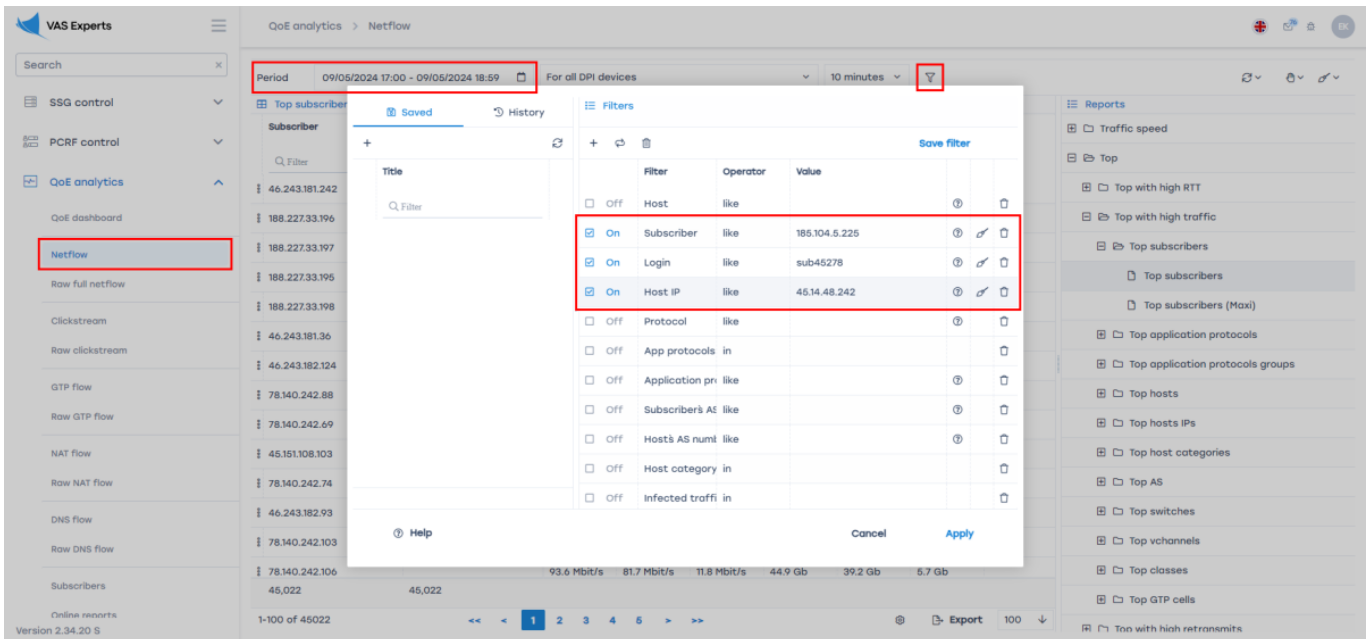 VAS Experts
QoE analytics > Netflow
EK
Search
SSG control
PCRF control
QoE analytics
QoE dashboard
Netflow
Raw full netflow
Clickstream
Raw clickstream
GTP flow
Raw GTP flow
NAT flow
Raw NAT flow
DNS flow
Raw DNS flow
Subscribers
Online reports
Version 2.34.20 S
Period 09/05/2024 17:00 - 09/05/2024 18:59 For all DPI devices 10 minutes
Top subscriber
Subscriber
Filter
46.243.181.242
188.227.33.196
188.227.33.197
188.227.33.195
188.227.33.198
46.243.181.36
46.243.182.124
78.140.242.88
78.140.242.69
45.151.108.103
78.140.242.74
46.243.182.93
78.140.242.103
78.140.242.106 93.6 Mbit/s 81.7 Mbit/s 11.8 Mbit/s 44.9 Gb 39.2 Gb 5.7 Gb
45,022 45,022
1-100 of 45022 << < 1 2 3 4 5 > >> Export 100
Saved History
Title
Filter
Help
Filters
Save filter
Filter Operator Value
Off Host like
On Subscriber like 185.104.5.225
On Login like sub45278
On Host IP like 45.14.48.242
Off Protocol like
Off App protocols in
Off Application pr like
Off Subscriber's AS like
Off Host's AS numb like
Off Host category in
Off Infected traffi in
Cancel Apply
Reports
Traffic speed
Top
Top with high RTT
Top with high traffic
Top subscribers
Top subscribers
Top subscribers (Maxi)
Top application protocols
Top application protocols groups
Top hosts
Top hosts IPs
Top host categories
Top AS
Top switches
Top vchannels
Top classes
Top GTP cells
Top with high retransmits